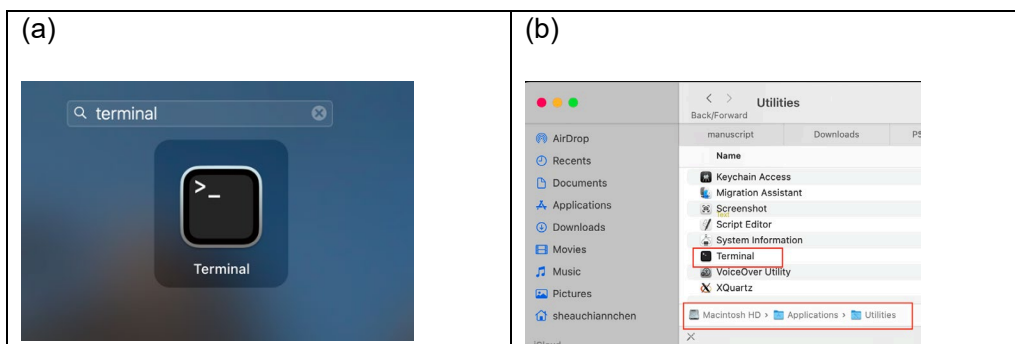 (a)
terminal
>_
Terminal
(b)
Utilities
Back/Forward
manuscript Downloads
AirDrop
Recents
Documents
Applications
Downloads
Movies
Music
Pictures
sheauchiannchen
Name
Keychain Access
Migration Assistant
Screenshot
Script Editor
System Information
Terminal
VoiceOver Utility
XQuartz
Macintosh HD › Applications › Utilities